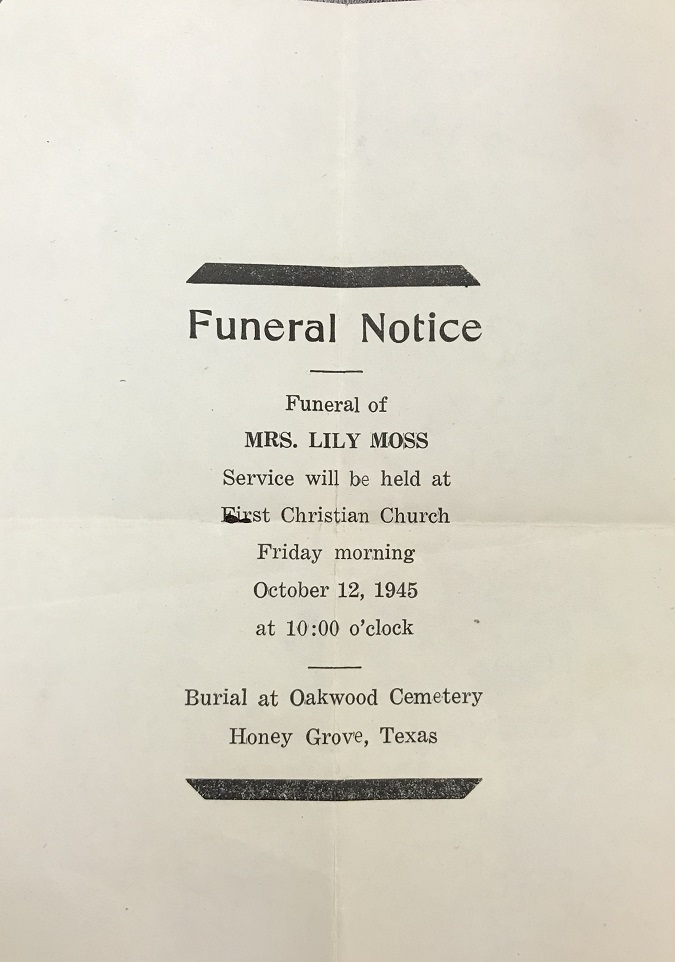 Funeral Notice
Funeral of
MRS. LILY MOSS
Service will be held at
First Christian Church
Friday morning
October 12, 1945
at 10:00 o'clock
Burial at Oakwood Cemetery
Honey Grove, Texas